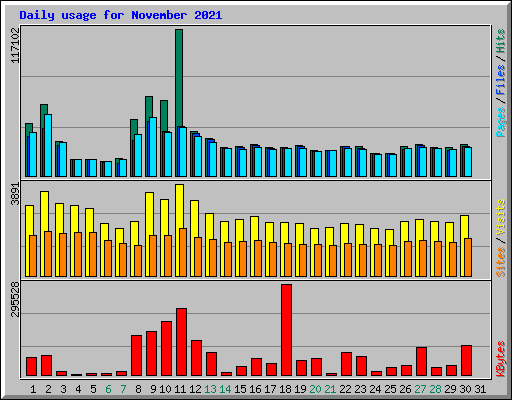 Daily usage for November 2021
117102
Pages / Files / Hits
3891
Sites / Visits
295528
KBytes
1 2 3 4 5 6 7 8 9 10 11 12 13 14 15 16 17 18 19 20 21 22 23 24 25 26 27 28 29 30 31